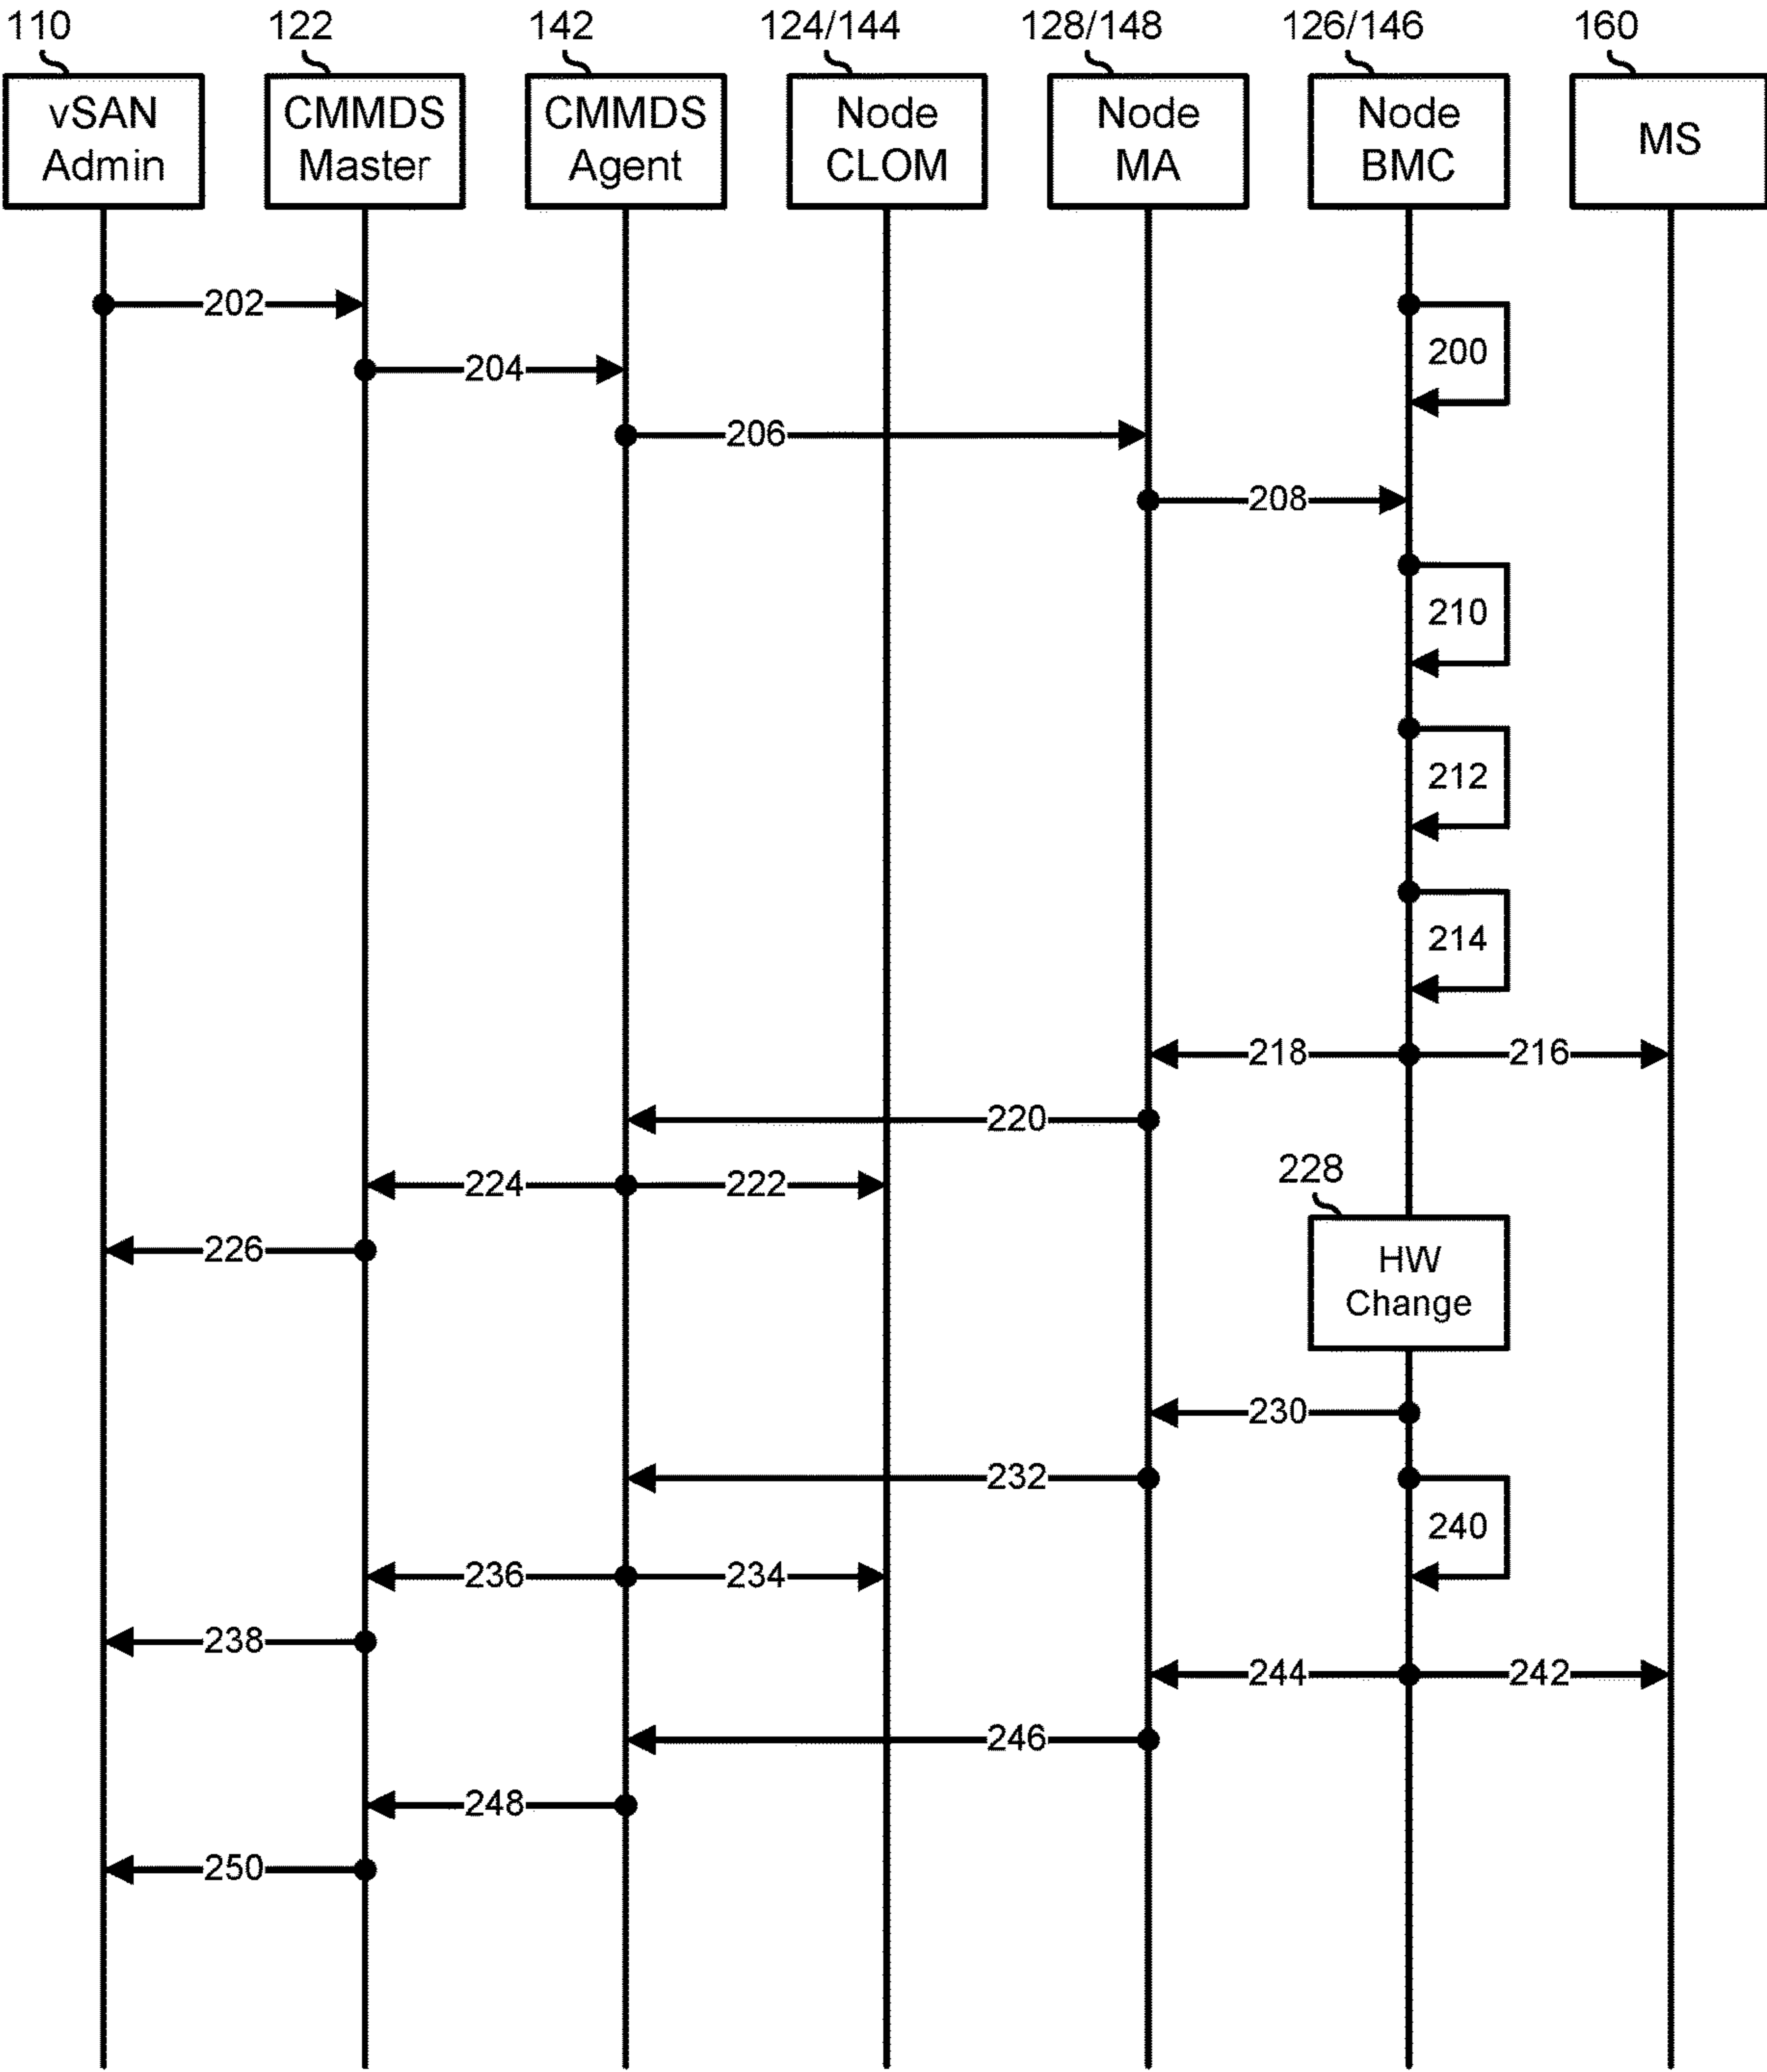 110
122
142
124/144
128/148
126/146
160
vSAN
Admin
CMMDS
Master
CMMDS
Agent
Node
CLOM
Node
MA
Node
BMC
MS
202
200
204
206
208
210
212
214
218
216
220
224
222
228
226
HW
Change
230
232
240
236
234
238
244
242
246
248
250